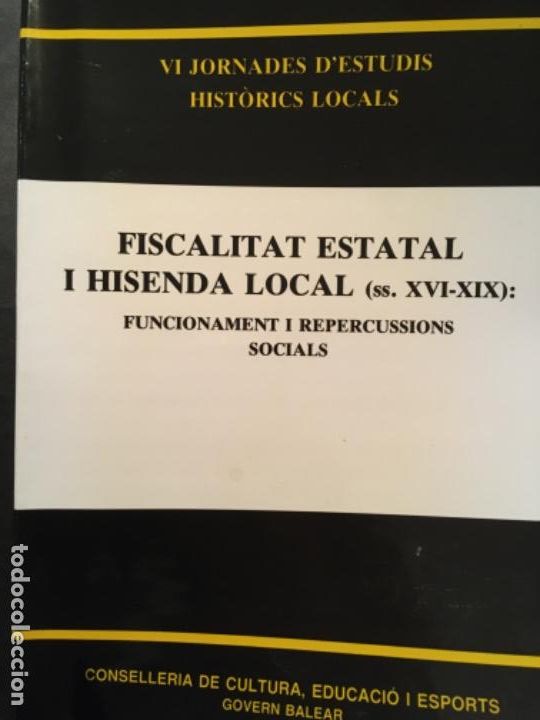 VI JORNADES D'ESTUDIS
HISTÒRICS LOCALS
FISCALITAT ESTATAL
I HISENDA LOCAL (ss. XVI-XIX):
FUNCIONAMENT I REPERCUSSIONS
SOCIALS
CONSELLERIA DE CULTURA, EDUCACIÓ I ESPORTS
GOVERN BALEAR
todocoleccion